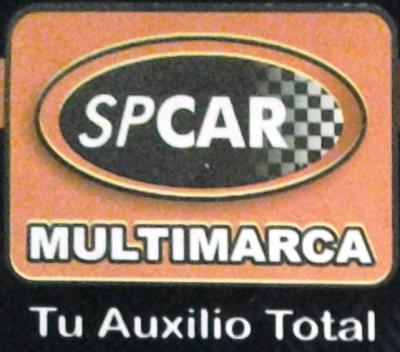 SPCAR
MULTIMARCA
Tu Auxilio Total